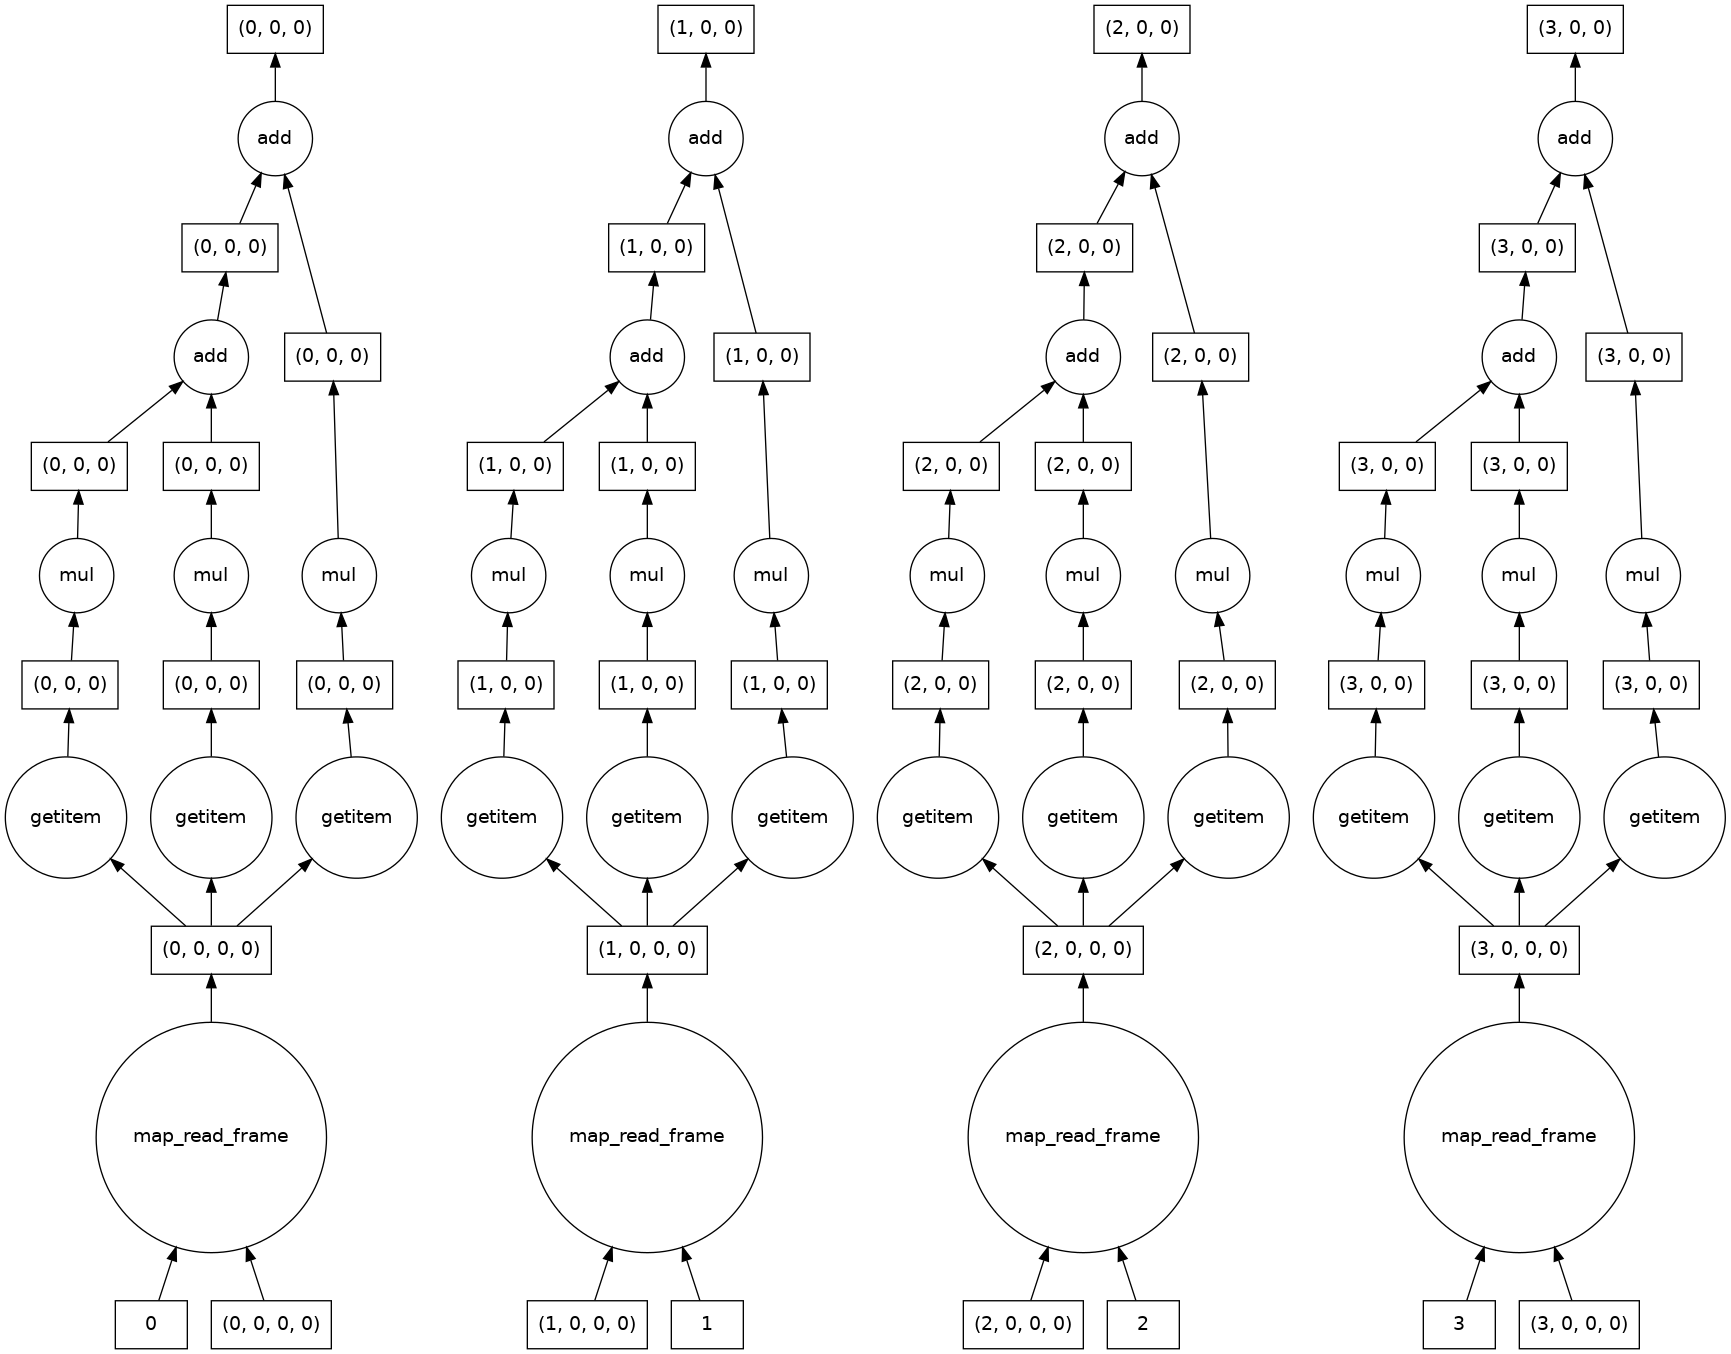 (0, 0, 0) (1, 0, 0) (2, 0, 0) (3, 0, 0)
add add add add
(0, 0, 0) (1, 0, 0) (2, 0, 0) (3, 0, 0)
add (0, 0, 0) add (1, 0, 0) add (2, 0, 0) add (3, 0, 0)
(0, 0, 0) (0, 0, 0) (1, 0, 0) (1, 0, 0) (2, 0, 0) (2, 0, 0) (3, 0, 0) (3, 0, 0)
mul mul mul mul mul mul mul mul mul mul mul mul
(0, 0, 0) (0, 0, 0) (0, 0, 0) (1, 0, 0) (1, 0, 0) (1, 0, 0) (2, 0, 0) (2, 0, 0) (2, 0, 0) (3, 0, 0) (3, 0, 0) (3, 0, 0)
getitem getitem getitem getitem getitem getitem getitem getitem getitem getitem getitem getitem
(0, 0, 0, 0) (1, 0, 0, 0) (2, 0, 0, 0) (3, 0, 0, 0)
map_read_frame map_read_frame map_read_frame map_read_frame
0 (0, 0, 0, 0) (1, 0, 0, 0) 1 (2, 0, 0, 0) 2 3 (3, 0, 0, 0)